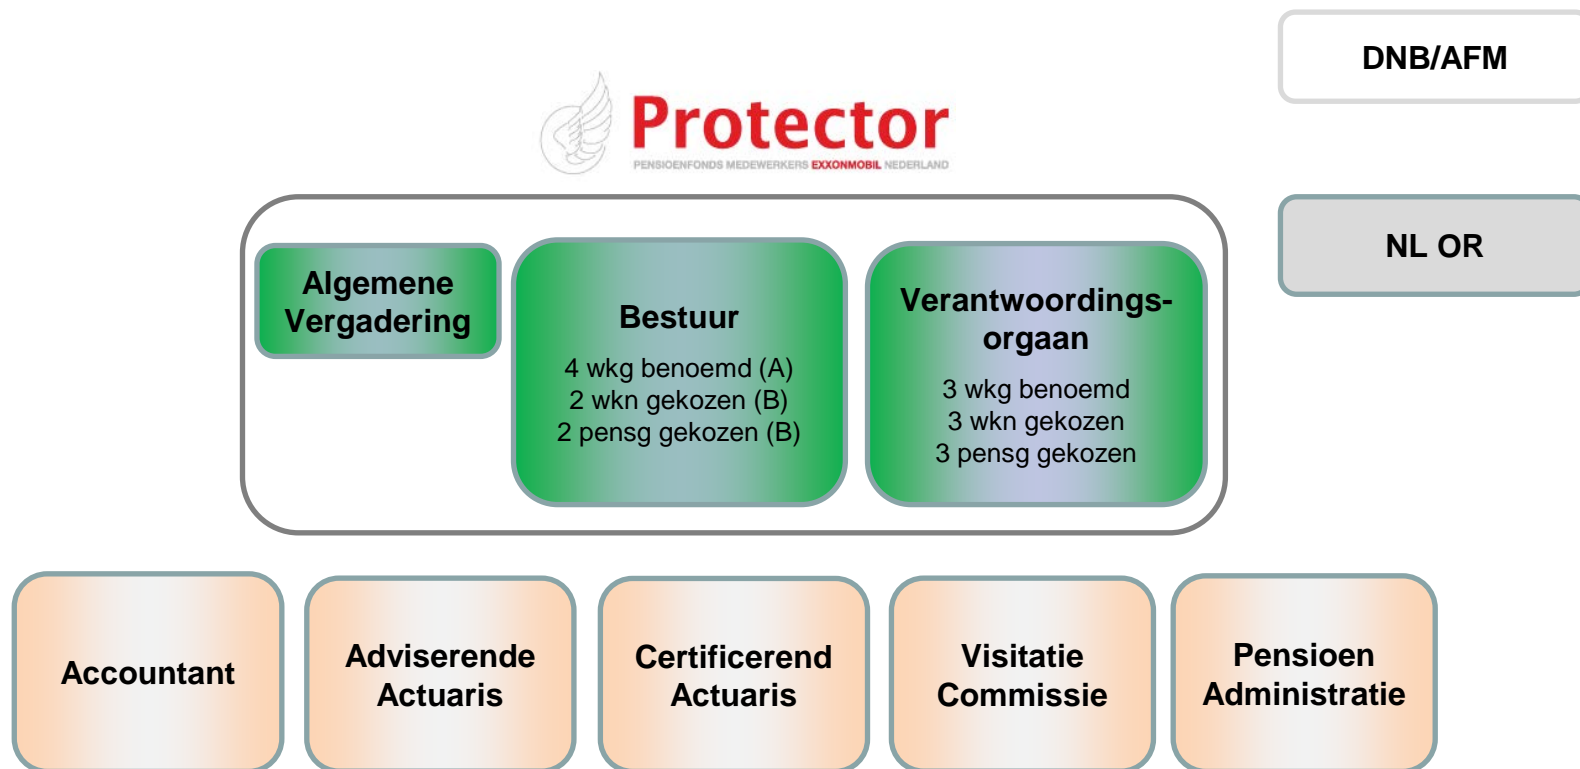 DNB/AFM
Protector
PENSIOENFONDS MEDEWERKERS EXXONMOBIL NEDERLAND
NL OR
Algemene
Vergadering
Bestuur
4 wkg benoemd (A)
2 wkn gekozen (B)
2 pensg gekozen (B)
Verantwoordings-
orgaan
3 wkg benoemd
3 wkn gekozen
3 pensg gekozen
Accountant
Adviserende
Actuaris
Certificerend
Actuaris
Visitatie
Commissie
Pensioen
Administratie